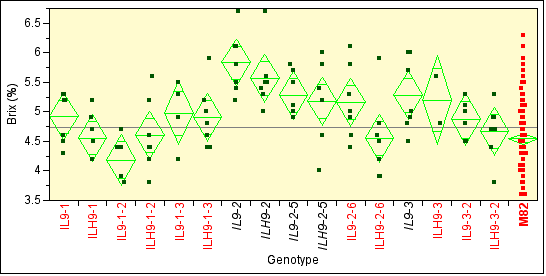 Brix (%)
6.5
6
5.5
5
4.5
4
3.5
IL9-1
ILH9-1
IL9-1-2
ILH9-1-2
IL9-1-3
ILH9-1-3
IL9-2
ILH9-2
IL9-2-5
ILH9-2-5
IL9-2-6
ILH9-2-6
IL9-3
ILH9-3
IL9-3-2
ILH9-3-2
M82
Genotype